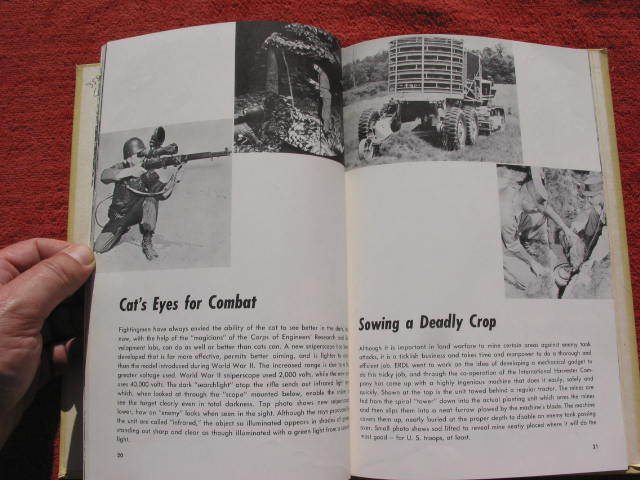 Cat's Eyes for Combat
Fightingmen have always envied the ability of the cat to see better in the dark,
now, with the help of the "magicians" of the Corps of Engineers' Research and
velopment labs, can do as well or better than cats can. A new sniperscope
developed that is far more effective, permits better aiming, and is lighter
than the model introduced during World War II. The increased range is due to
greater voltage used. World War II sniperscope used 2,000 volts, while the new
uses 40,000 volts. The dark "searchlight" atop the rifle sends out infrared
which, when looked at through the "scope" mounted below, enable the
see the target clearly even in total darkness. Top photo shows new
lower, how an "enemy" looks when seen in the sight. Although the rays
the unit are called "infrared," the object so illuminated appears in shades of
standing out sharp and clear as though illuminated with a green light from a
light.
20
Sowing a Deadly Crop
Although it is important in land warfare to mine certain areas against enemy tank
attacks, it is a ticklish business and takes time and manpower to do a thorough and
efficient job. ERDL went to work on the idea of developing a mechanical gadget to
do this tricky job, and through the co-operation of the International Harvester Com-
pany has come up with a highly ingenious machine that does it easily, safely and
quickly. Shown at top is the unit towed behind a regular tractor. The mines are
fed from the spiral "tower" down into the actual planting unit which arms the mines
and then slips them into a neat furrow plowed by the machine's blade. The machine
covers them up, neatly buried at the proper depth to disable an enemy tank passing
over. Small photo shows sod lifted to reveal mine neatly placed where it will do the
most good — for U. S. troops, at least.
21